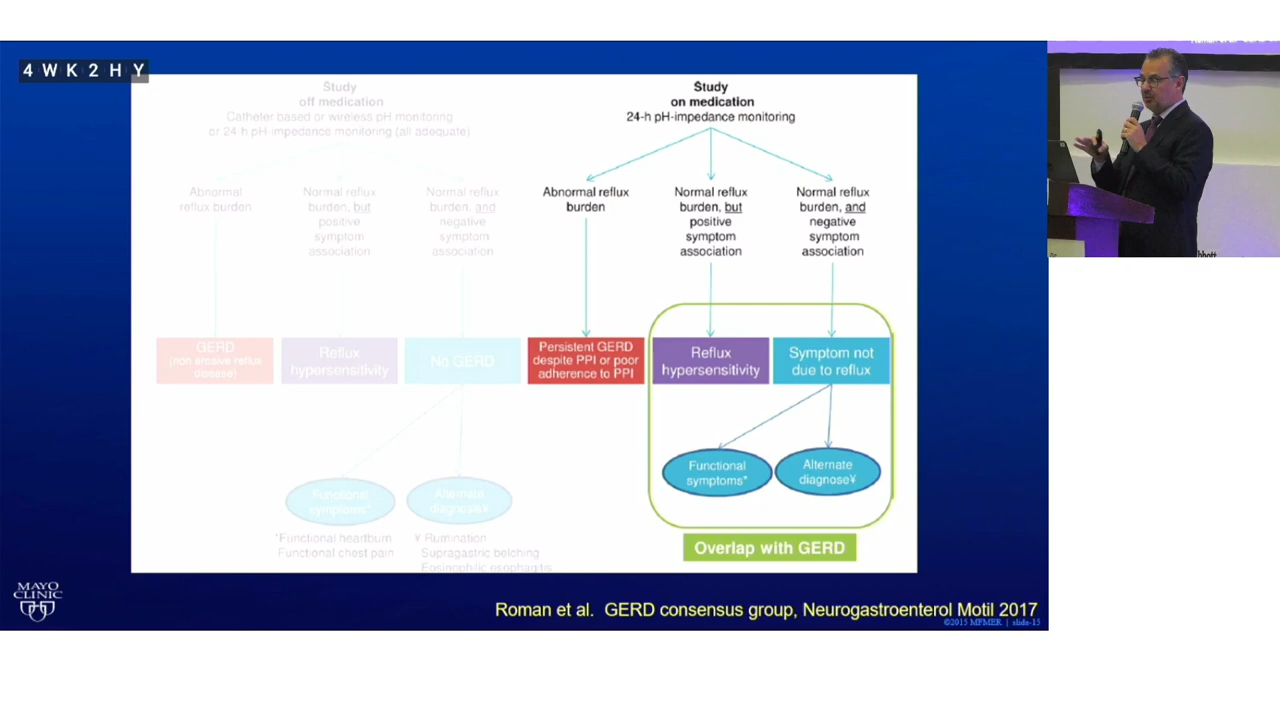 4WK2HY
Study
off medication
Catheter based or wireless pH monitoring
or 24-h pH-impedance monitoring (all adequate)
Abnormal
reflux burden
Normal reflux
burden, but
positive
symptom
association
Normal reflux
burden, and
negative
symptom
association
GERD
(non erosive reflux
disease)
Reflux
hypersensitivity
No GERD
Functional
symptoms*
Alternate
diagnosis¥
*Functional heartburn
Functional chest pain
¥ Rumination
Supragastric belching
Eosinophilic esophagitis
Study
on medication
24-h pH-impedance monitoring
Abnormal reflux
burden
Normal reflux
burden, but
positive
symptom
association
Normal reflux
burden, and
negative
symptom
association
Persistent GERD
despite PPI or poor
adherence to PPI
Reflux
hypersensitivity
Symptom not
due to reflux
Functional
symptoms*
Alternate
diagnose¥
Overlap with GERD
MAYO
CLINIC
Roman et al. GERD consensus group, Neurogastroenterol Motil 2017
©2015 MFMER | slide-15